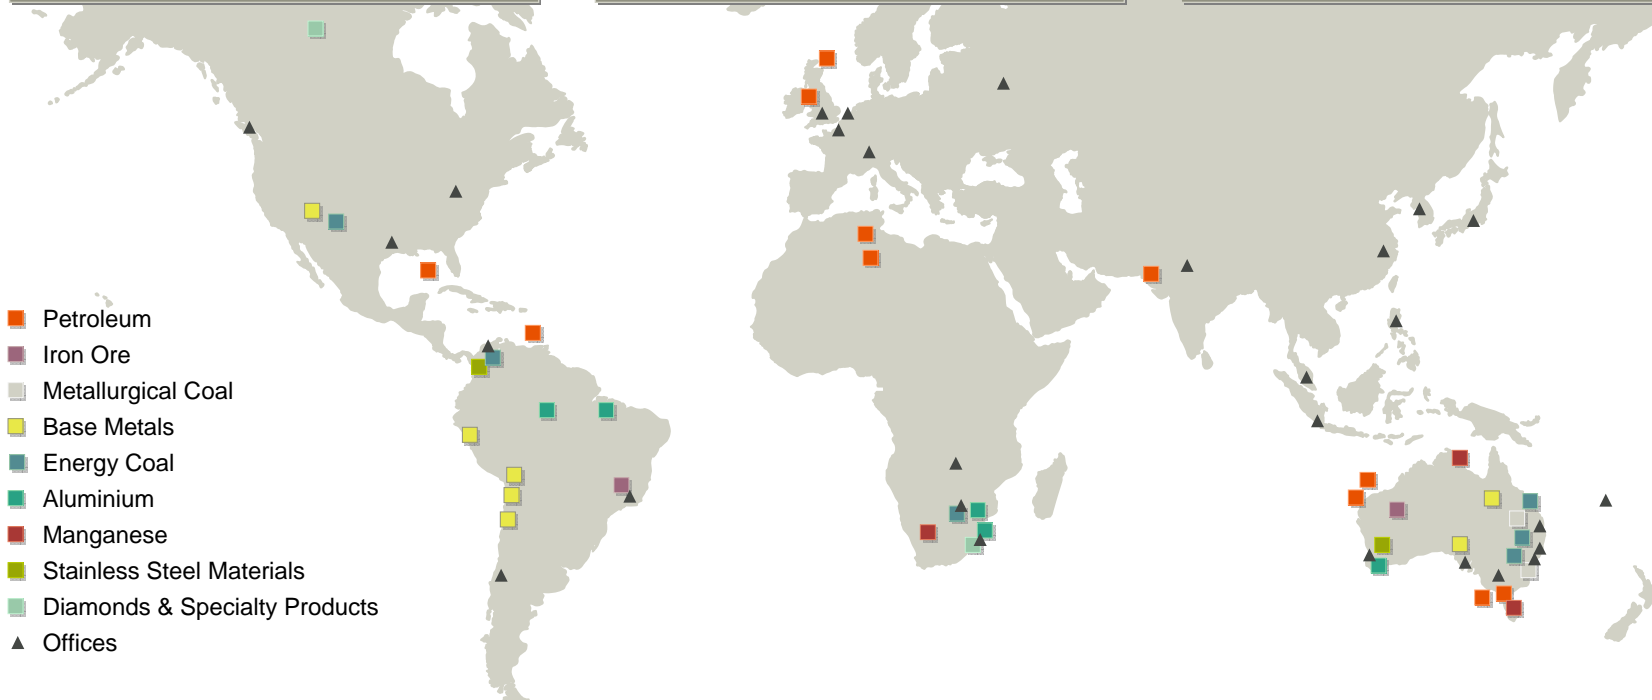 Petroleum
Iron Ore
Metallurgical Coal
Base Metals
Energy Coal
Aluminium
Manganese
Stainless Steel Materials
Diamonds & Specialty Products
Offices